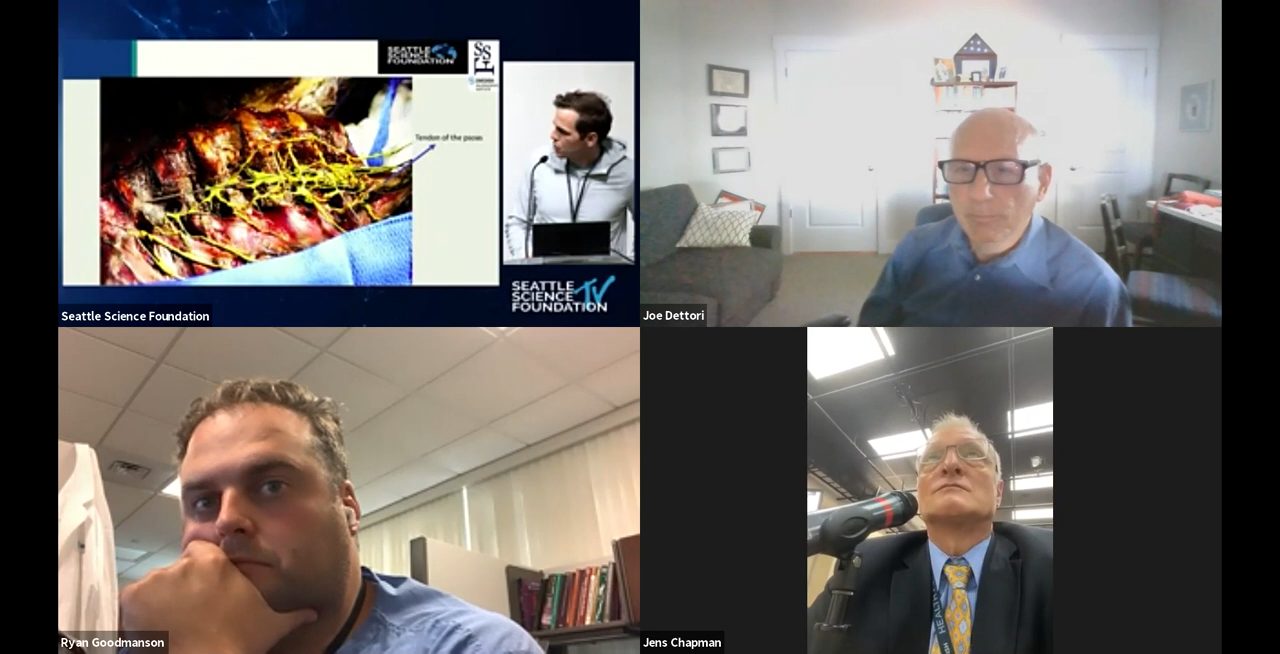 SEATTLE
SCIENCE
FOUNDATION
SSF
Tendon of the psoas
SEATTLE
SCIENCE TV
FOUNDATION
Seattle Science Foundation
Joe Dettori
Ryan Goodmanson
Jens Chapman